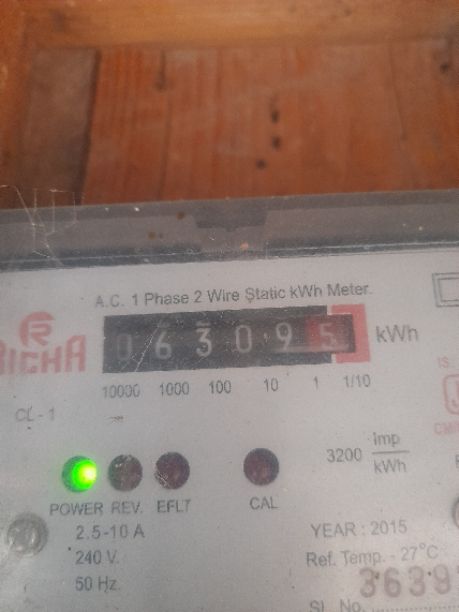 A.C. 1 Phase 2 Wire Static kWh Meter.
RICHA
063095 kWh
10000 1000 100 10 1 1/10
CL-1
3200 imp
kWh
POWER REV. EFLT CAL
2.5-10 A
240 V.
50 Hz.
YEAR : 2015
Ref. Temp. - 27°C
Sl. No.
3639
IS: